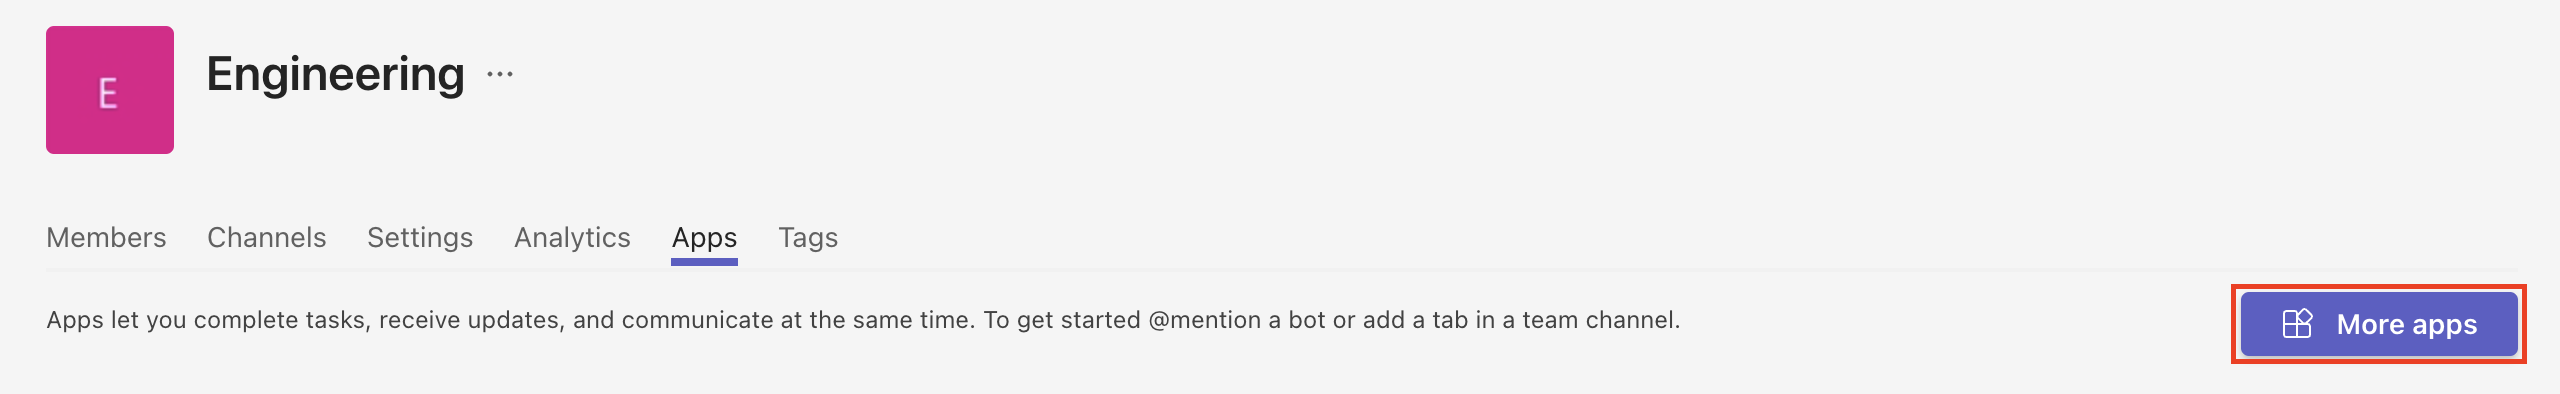 E
Engineering ...
Members Channels Settings Analytics Apps Tags
Apps let you complete tasks, receive updates, and communicate at the same time. To get started @mention a bot or add a tab in a team channel.
More apps